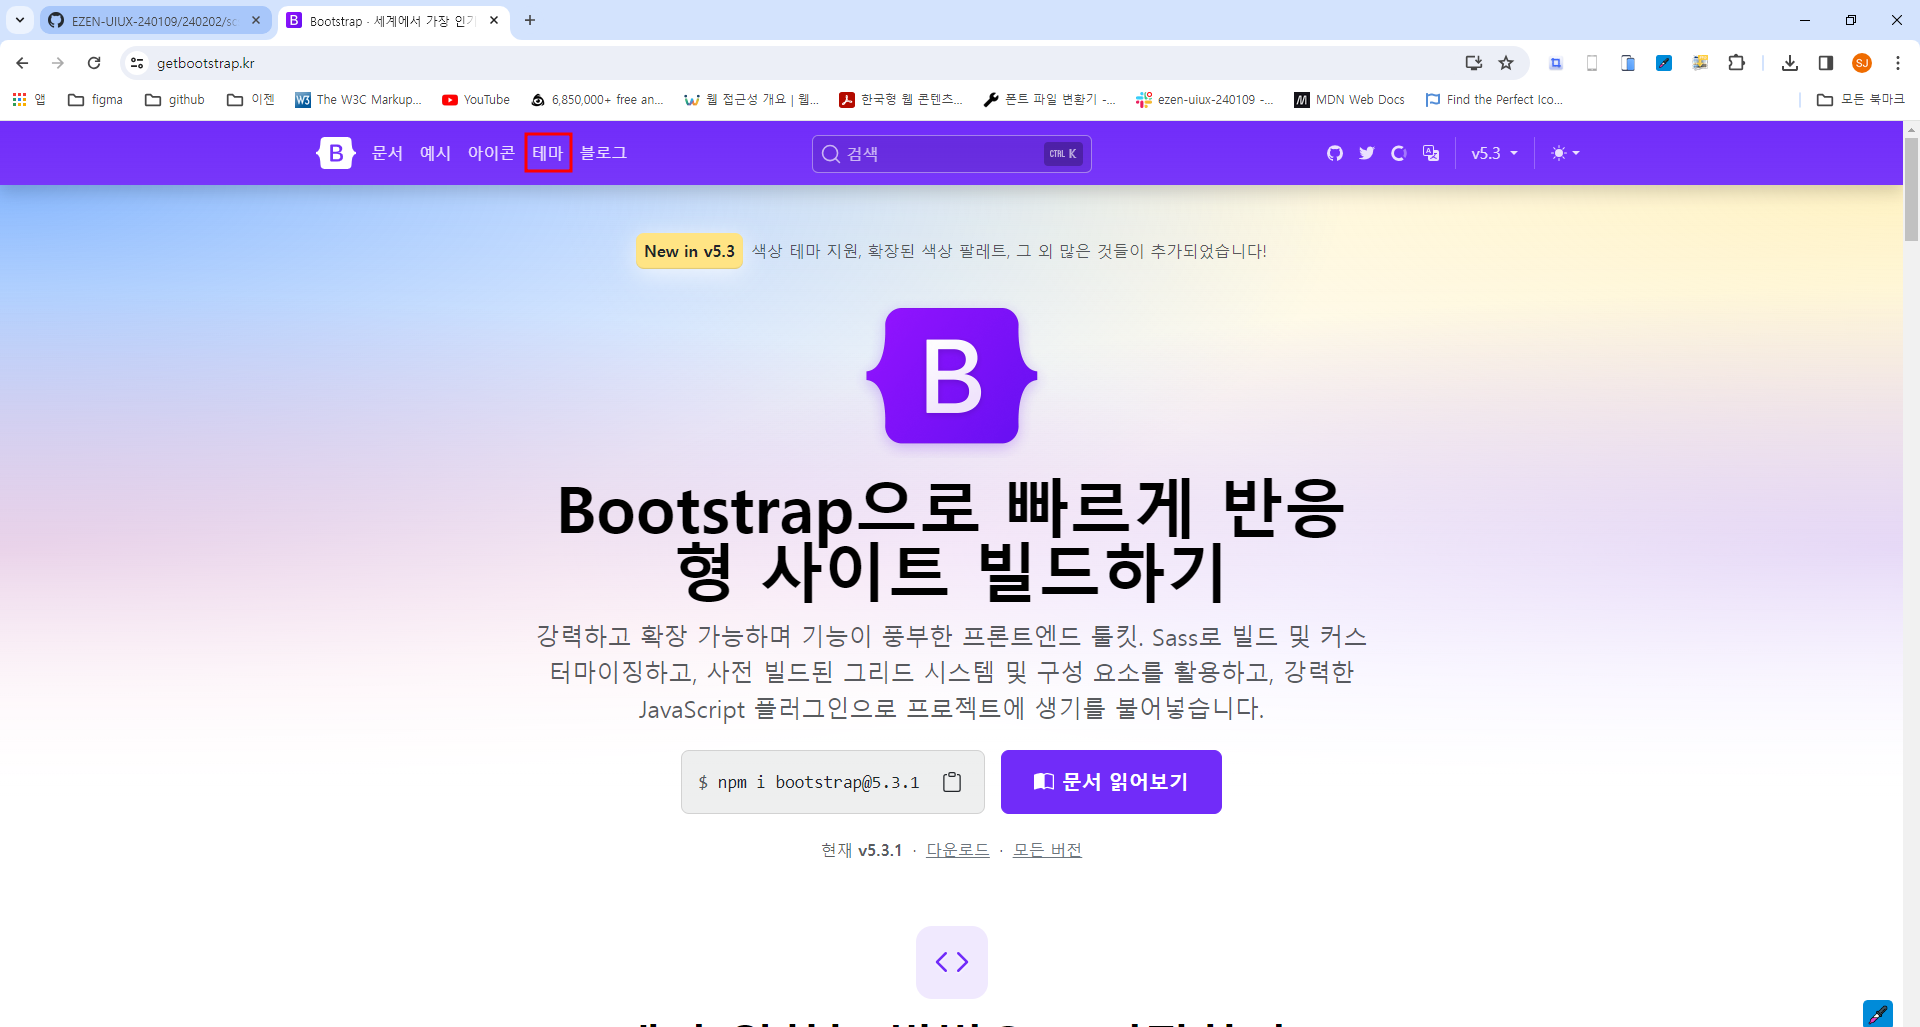 EZEN-UIUX-240109/240202/sc
Bootstrap · 세계에서 가장 인기
getbootstrap.kr
SJ
앱
figma
github
이젠
W3 The W3C Markup...
YouTube
6,850,000+ free an...
웹 접근성 개요 | 웹...
한국형 웹 콘텐츠...
폰트 파일 변환기 -...
ezen-uiux-240109 -...
M MDN Web Docs
Find the Perfect Ico...
모든 북마크
B 문서 예시 아이콘 테마 블로그
검색 CTRL K
v5.3
New in v5.3 색상 테마 지원, 확장된 색상 팔레트, 그 외 많은 것들이 추가되었습니다!
B
Bootstrap으로 빠르게 반응
형 사이트 빌드하기
강력하고 확장 가능하며 기능이 풍부한 프론트엔드 툴킷. Sass로 빌드 및 커스
터마이징하고, 사전 빌드된 그리드 시스템 및 구성 요소를 활용하고, 강력한
JavaScript 플러그인으로 프로젝트에 생기를 불어넣습니다.
$ npm i bootstrap@5.3.1
문서 읽어보기
현재 v5.3.1 · 다운로드 · 모든 버전